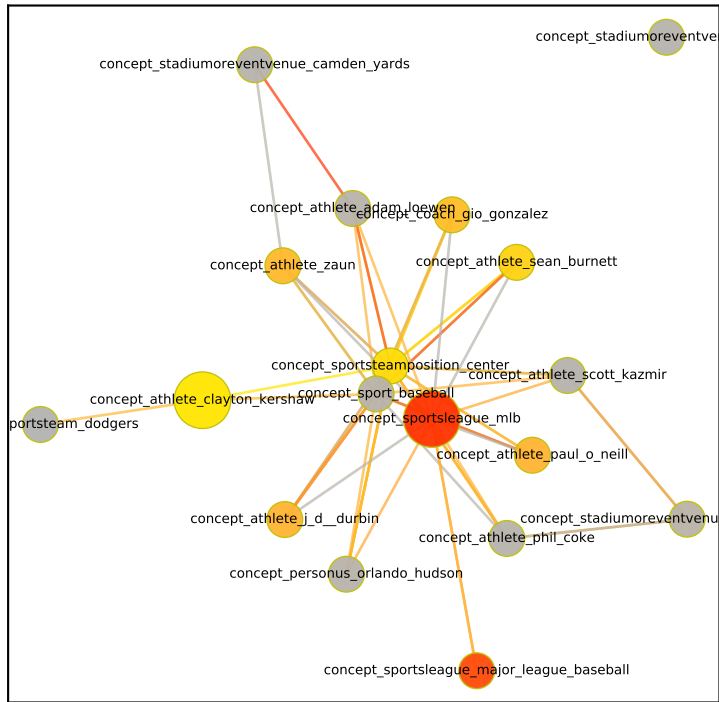 concept_stadiumoreventve
concept_stadiumoreventvenue_camden_yards
concept_athlete_adam_loewen
concept_coach_gio_gonzalez
concept_athlete_zaun
concept_athlete_sean_burnett
concept_sportsteamposition_center
concept_athlete_scott_kazmir
concept_sport_baseball
concept_athlete_clayton_kershaw
concept_sportsleague_mlb
portsteam_dodgers
concept_athlete_paul_o_neill
concept_athlete_j_d__durbin
concept_stadiumoreventvenu
concept_athlete_phil_coke
concept_personus_orlando_hudson
concept_sportsleague_major_league_baseball